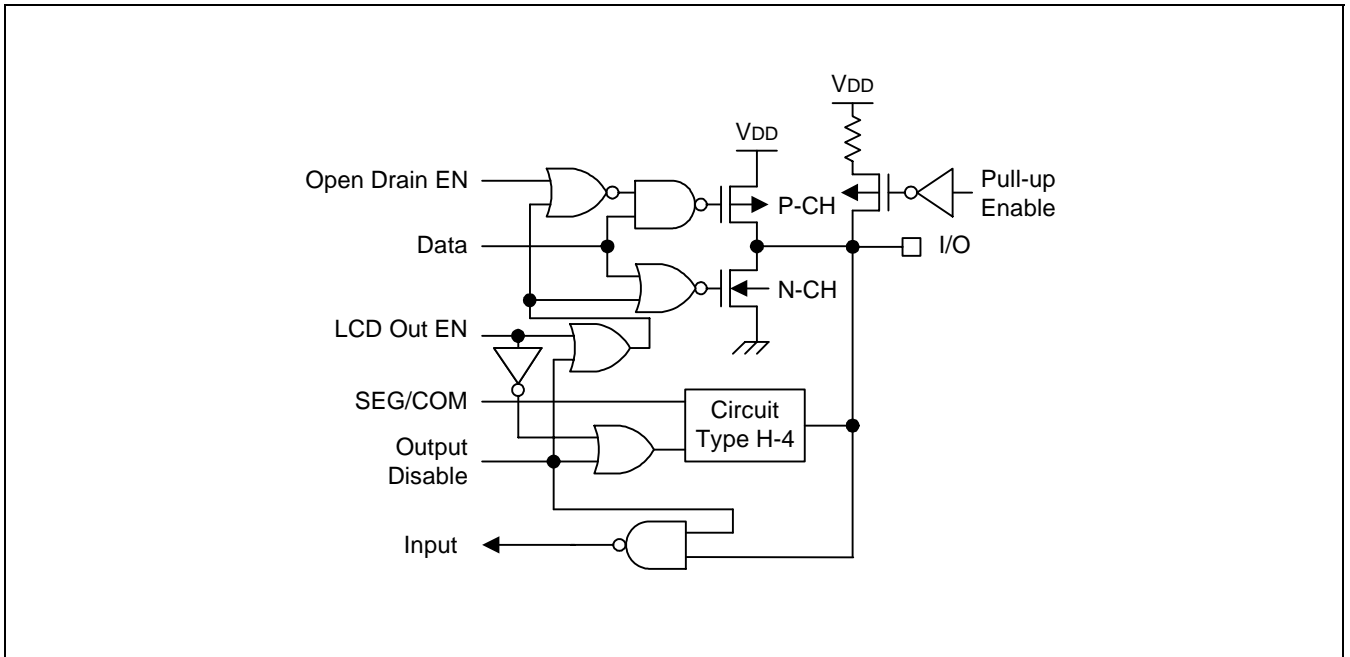 VDD
VDD
Open Drain EN
P-CH
Pull-up
Enable
Data
I/O
N-CH
LCD Out EN
SEG/COM
Circuit
Type H-4
Output
Disable
Input